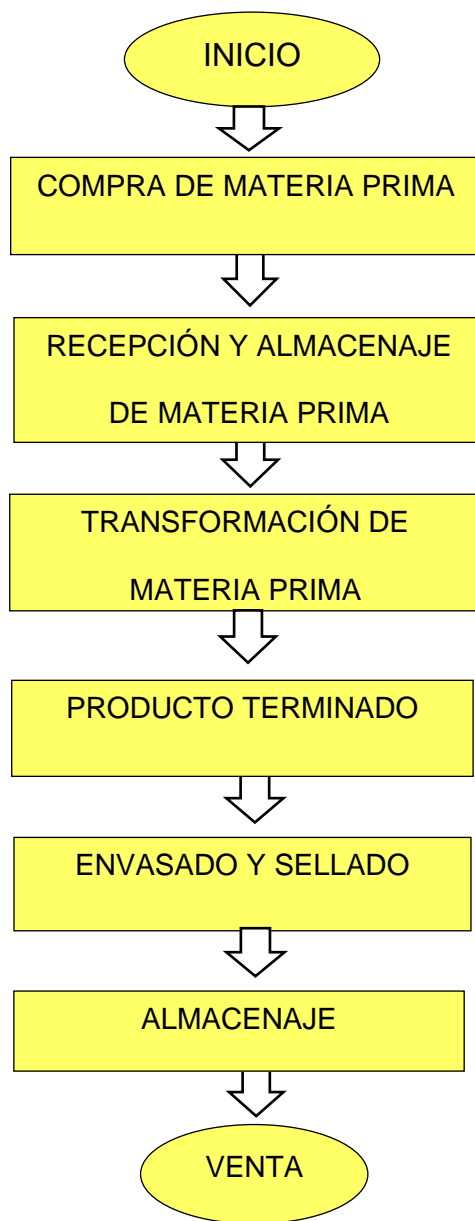 INICIO
COMPRA DE MATERIA PRIMA
RECEPCIÓN Y ALMACENAJE
DE MATERIA PRIMA
TRANSFORMACIÓN DE
MATERIA PRIMA
PRODUCTO TERMINADO
ENVASADO Y SELLADO
ALMACENAJE
VENTA